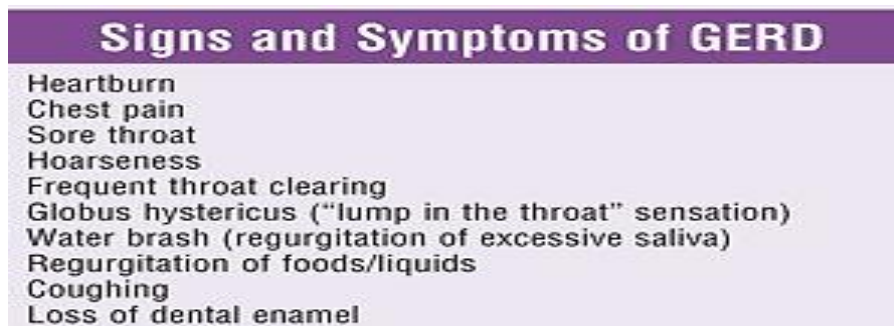 Signs and Symptoms of GERD
Heartburn
Chest pain
Sore throat
Hoarseness
Frequent throat clearing
Globus hystericus (“lump in the throat” sensation)
Water brash (regurgitation of excessive saliva)
Regurgitation of foods/liquids
Coughing
Loss of dental enamel